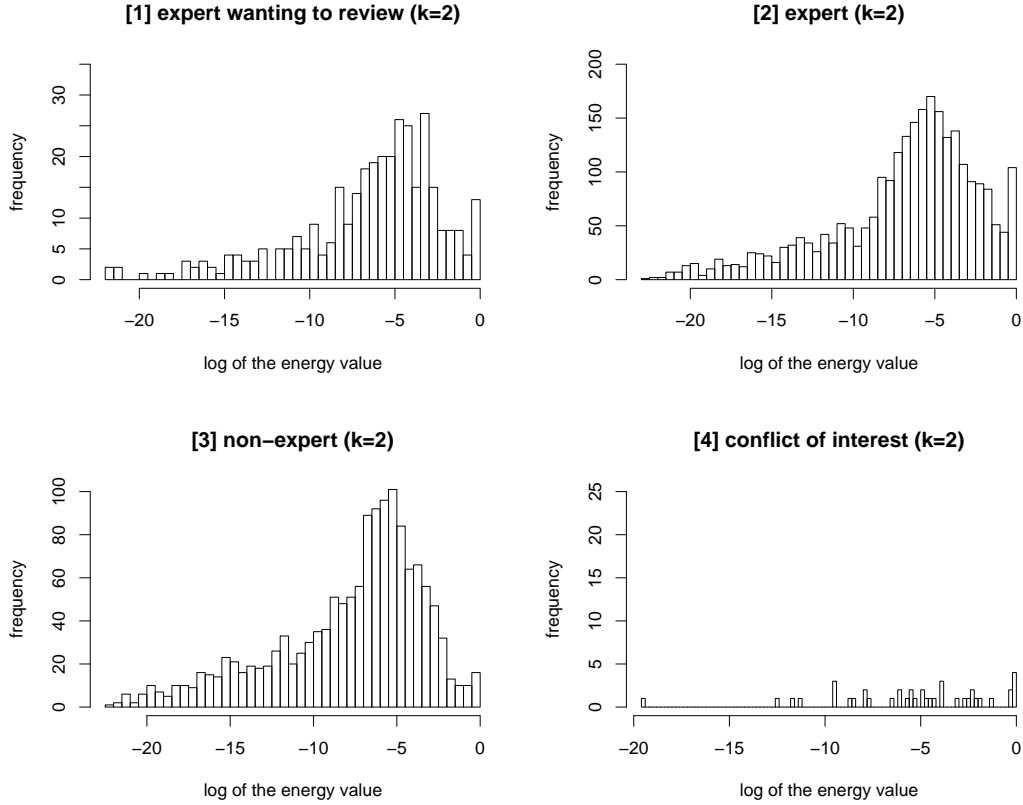 [1] expert wanting to review (k=2)
frequency
0 5 10 20 30
−20 −15 −10 −5 0
log of the energy value
[2] expert (k=2)
frequency
0 50 100 150 200
−20 −15 −10 −5 0
log of the energy value
[3] non−expert (k=2)
frequency
0 20 40 60 80 100
−20 −15 −10 −5 0
log of the energy value
[4] conflict of interest (k=2)
frequency
0 5 10 15 20 25
−20 −15 −10 −5 0
log of the energy value